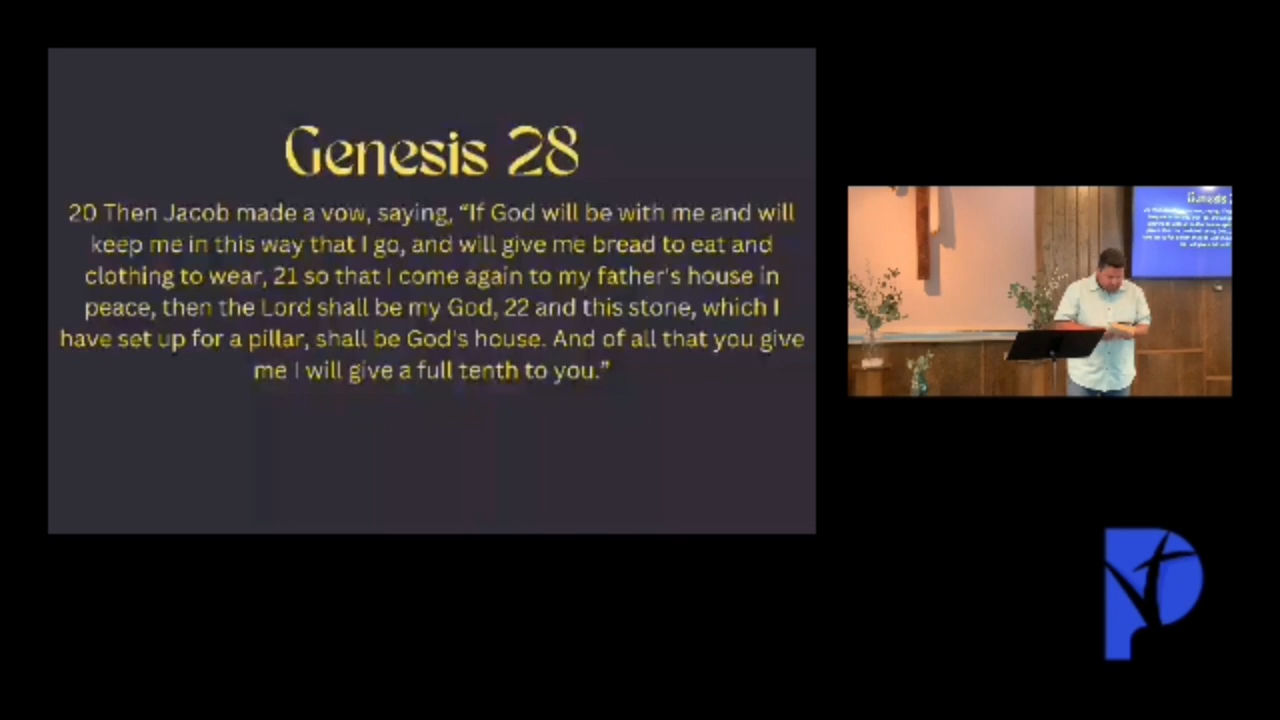 Genesis 28
20 Then Jacob made a vow, saying, “If God will be with me and will
keep me in this way that I go, and will give me bread to eat and
clothing to wear, 21 so that I come again to my father's house in
peace, then the Lord shall be my God, 22 and this stone, which I
have set up for a pillar, shall be God's house. And of all that you give
me I will give a full tenth to you.”
Genesis